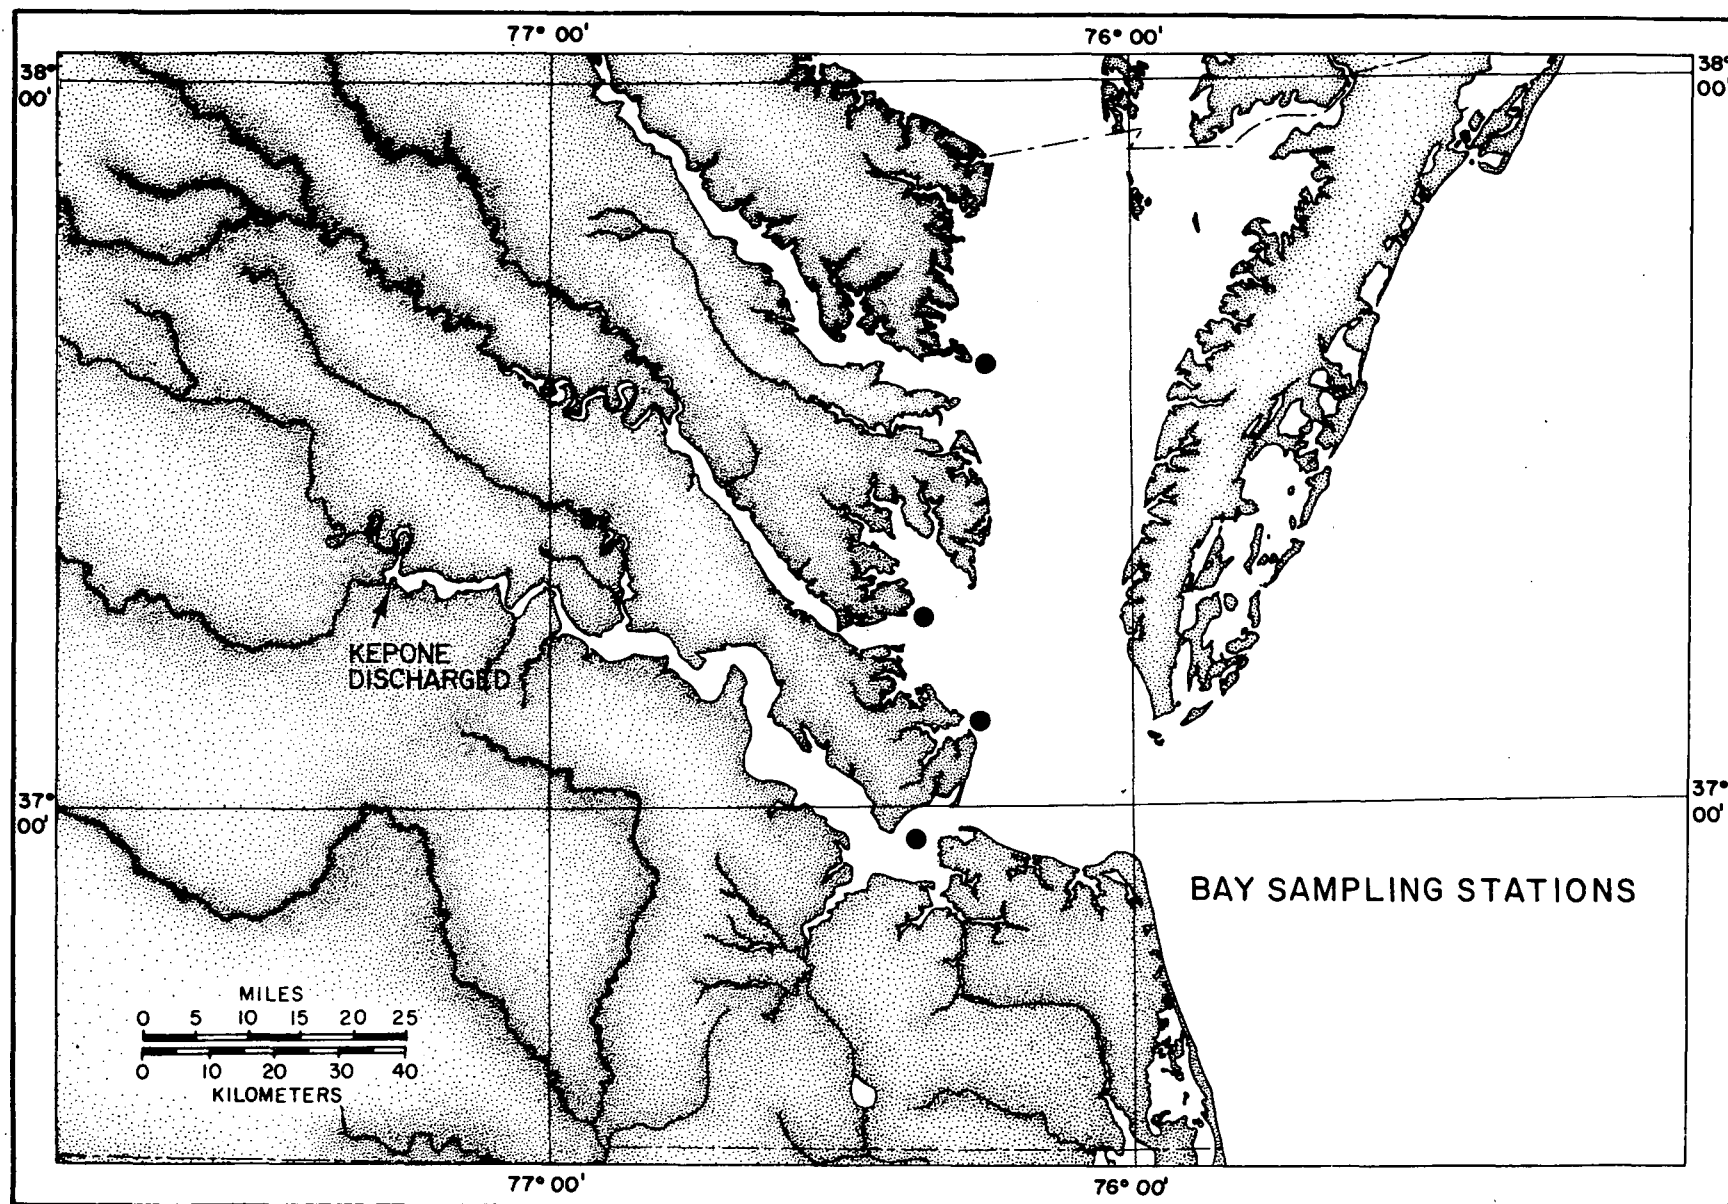 77° 00'
76° 00'
38°
00'
38°
00'
KEPONE
DISCHARGED
37°
00'
37°
00'
BAY SAMPLING STATIONS
MILES
0 5 10 15 20 25
0 10 20 30 40
KILOMETERS
77° 00'
76° 00'